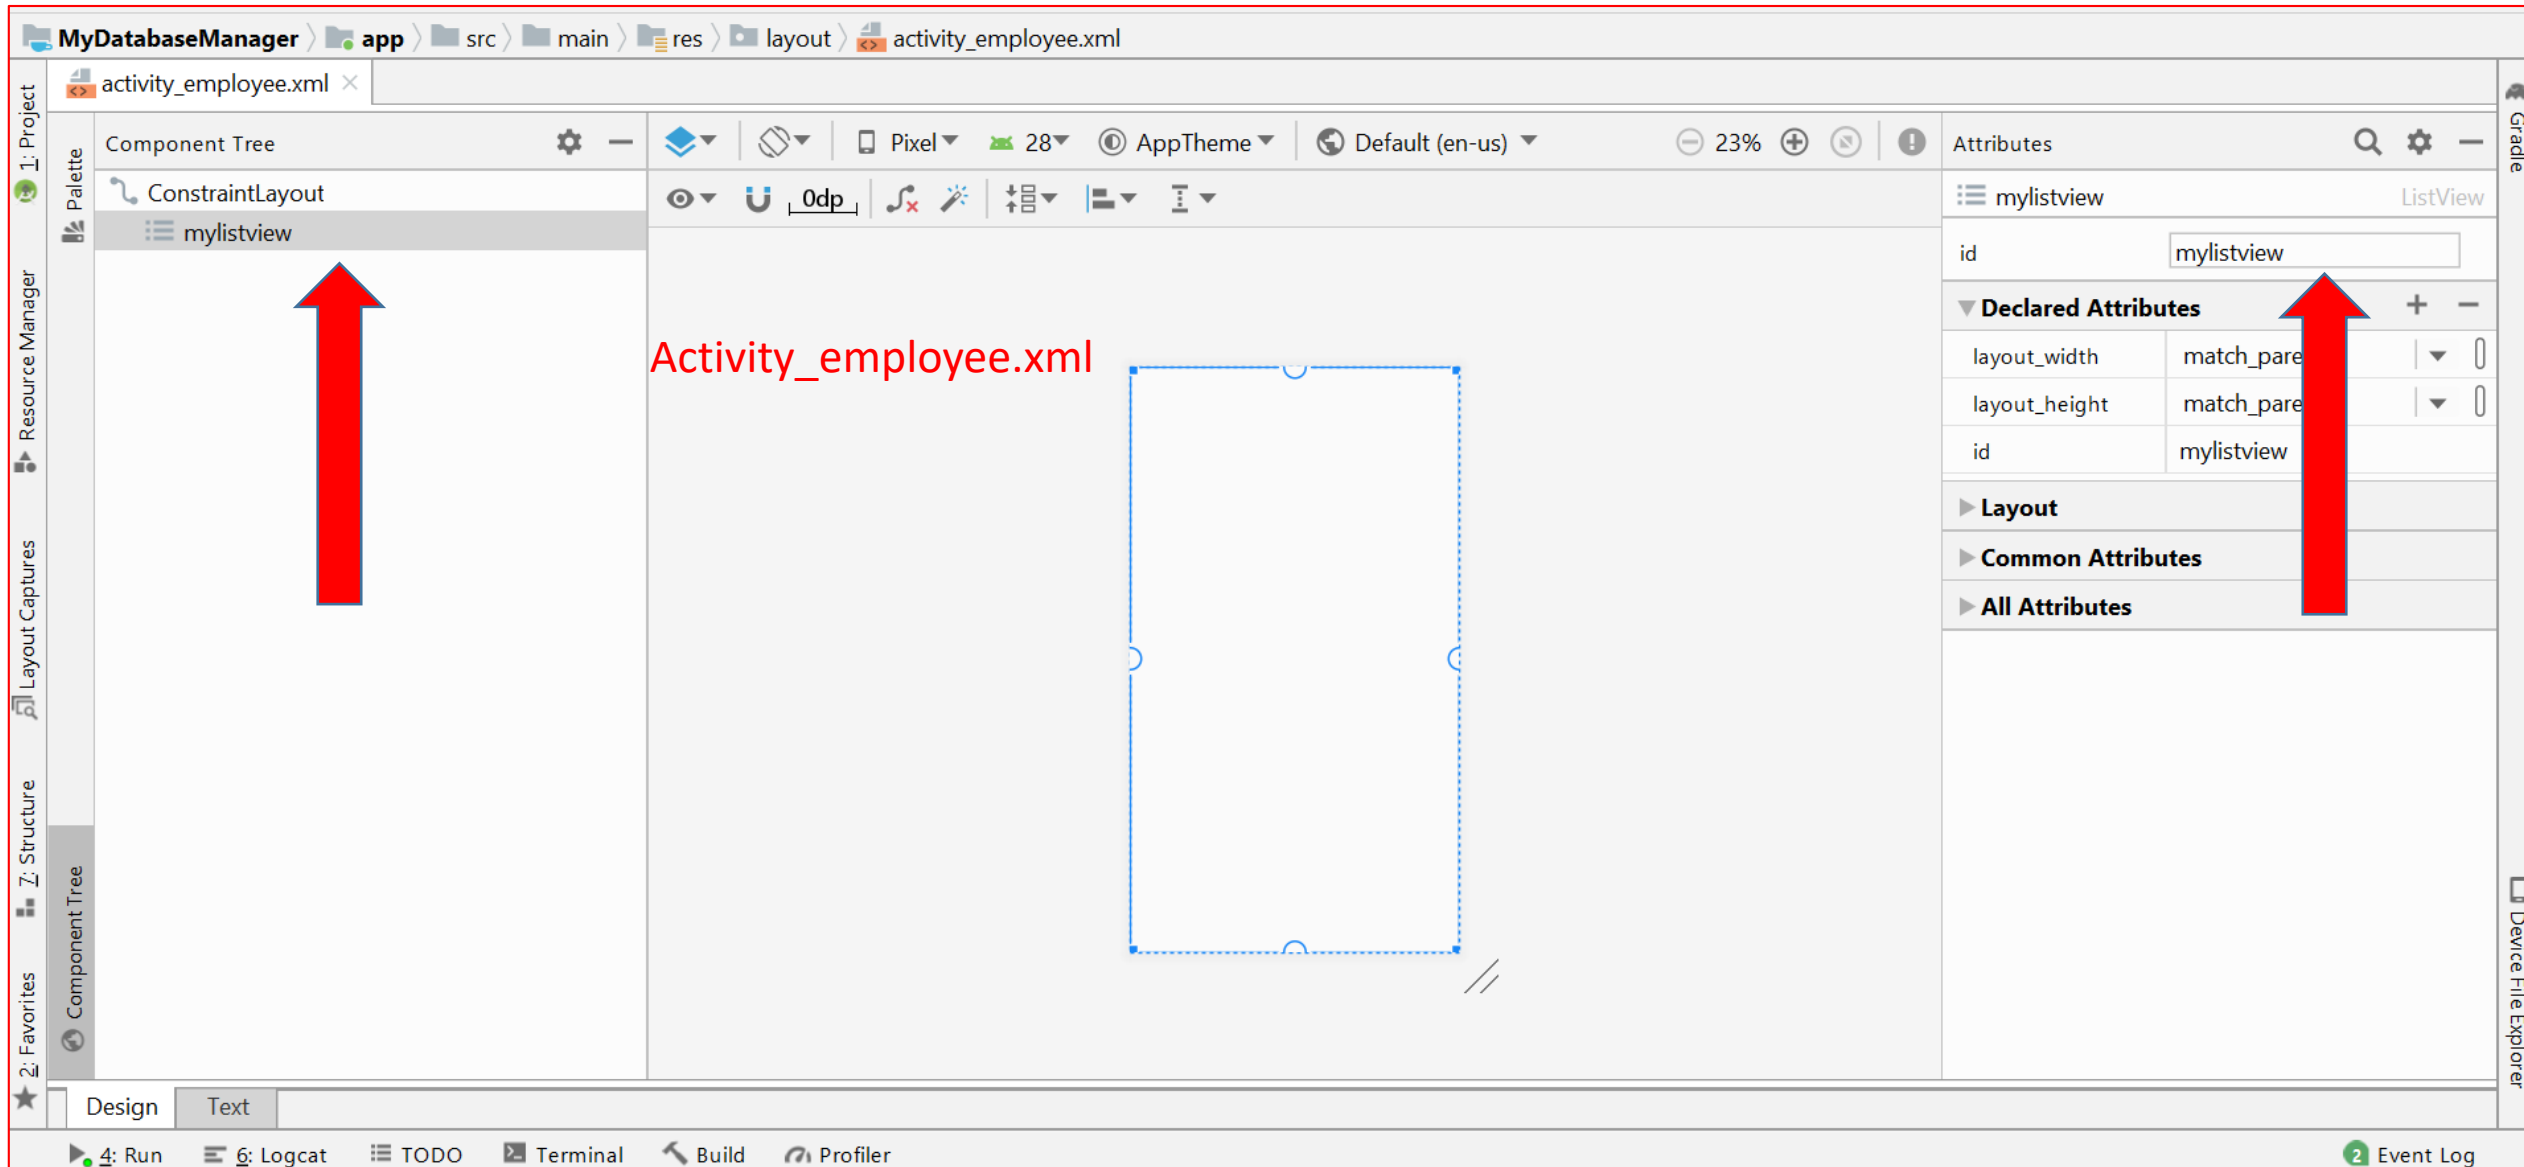 MyDatabaseManager app src main res layout activity_employee.xml
activity_employee.xml
1: Project
Resource Manager
Layout Captures
7: Structure
2: Favorites
Palette
Component Tree
Component Tree
ConstraintLayout
mylistview
Pixel 28 AppTheme Default (en-us) 23%
0dp
Activity_employee.xml
Attributes
mylistview ListView
id mylistview
Declared Attributes
layout_width match_pare
layout_height match_pare
id mylistview
Layout
Common Attributes
All Attributes
Gradle
Device File Explorer
Design Text
4: Run 6: Logcat TODO Terminal Build Profiler 2 Event Log